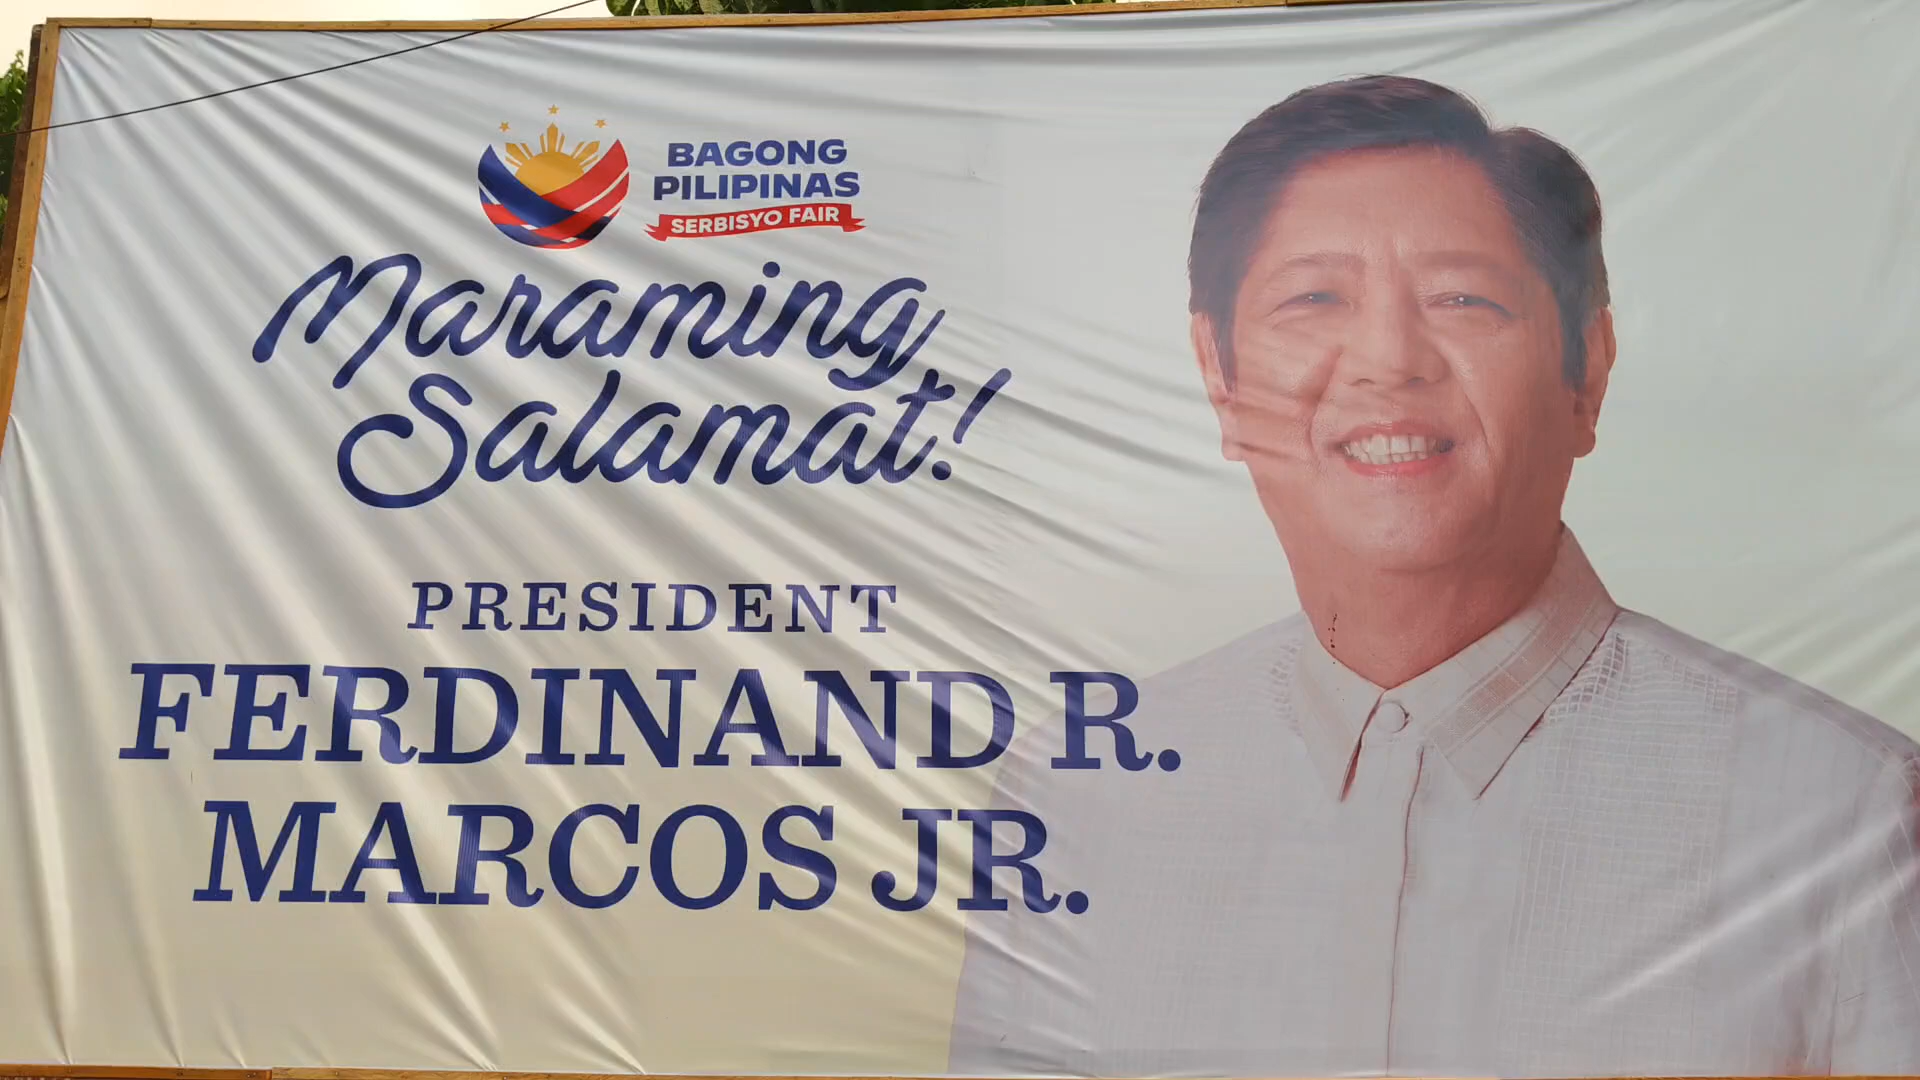 BAGONG
PILIPINAS
SERBISYO FAIR
Maraming
Salamat!
PRESIDENT
FERDINAND R.
MARCOS JR.